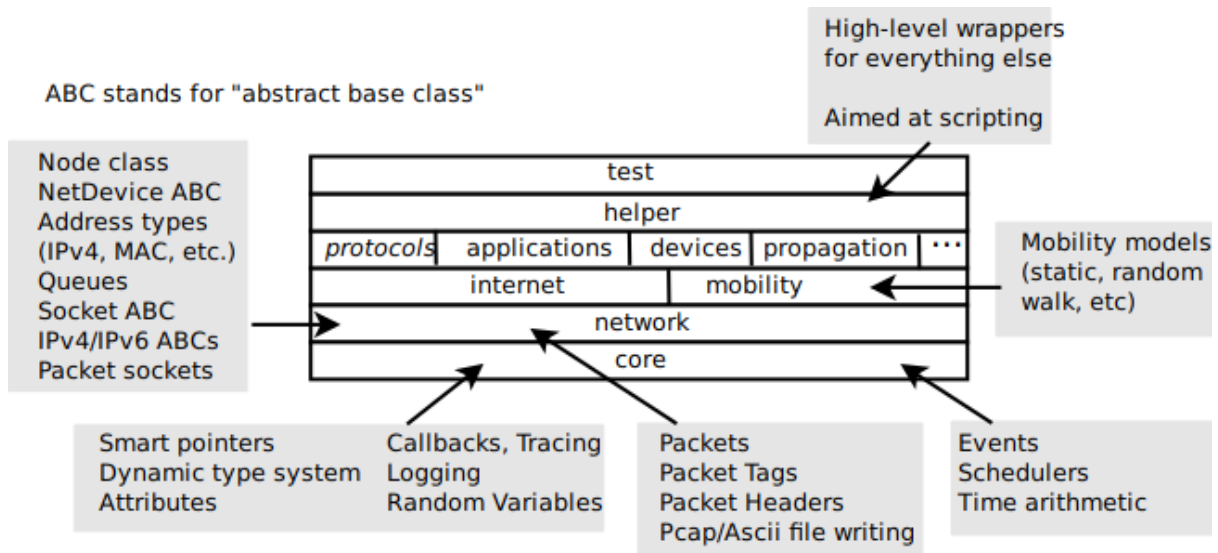 High-level wrappers
for everything else
Aimed at scripting
ABC stands for "abstract base class"
Node class
NetDevice ABC
Address types
(IPv4, MAC, etc.)
Queues
Socket ABC
IPv4/IPv6 ABCs
Packet sockets
test
helper
protocols applications devices propagation ...
internet mobility
network
core
Mobility models
(static, random
walk, etc)
Smart pointers
Dynamic type system
Attributes
Callbacks, Tracing
Logging
Random Variables
Packets
Packet Tags
Packet Headers
Pcap/Ascii file writing
Events
Schedulers
Time arithmetic